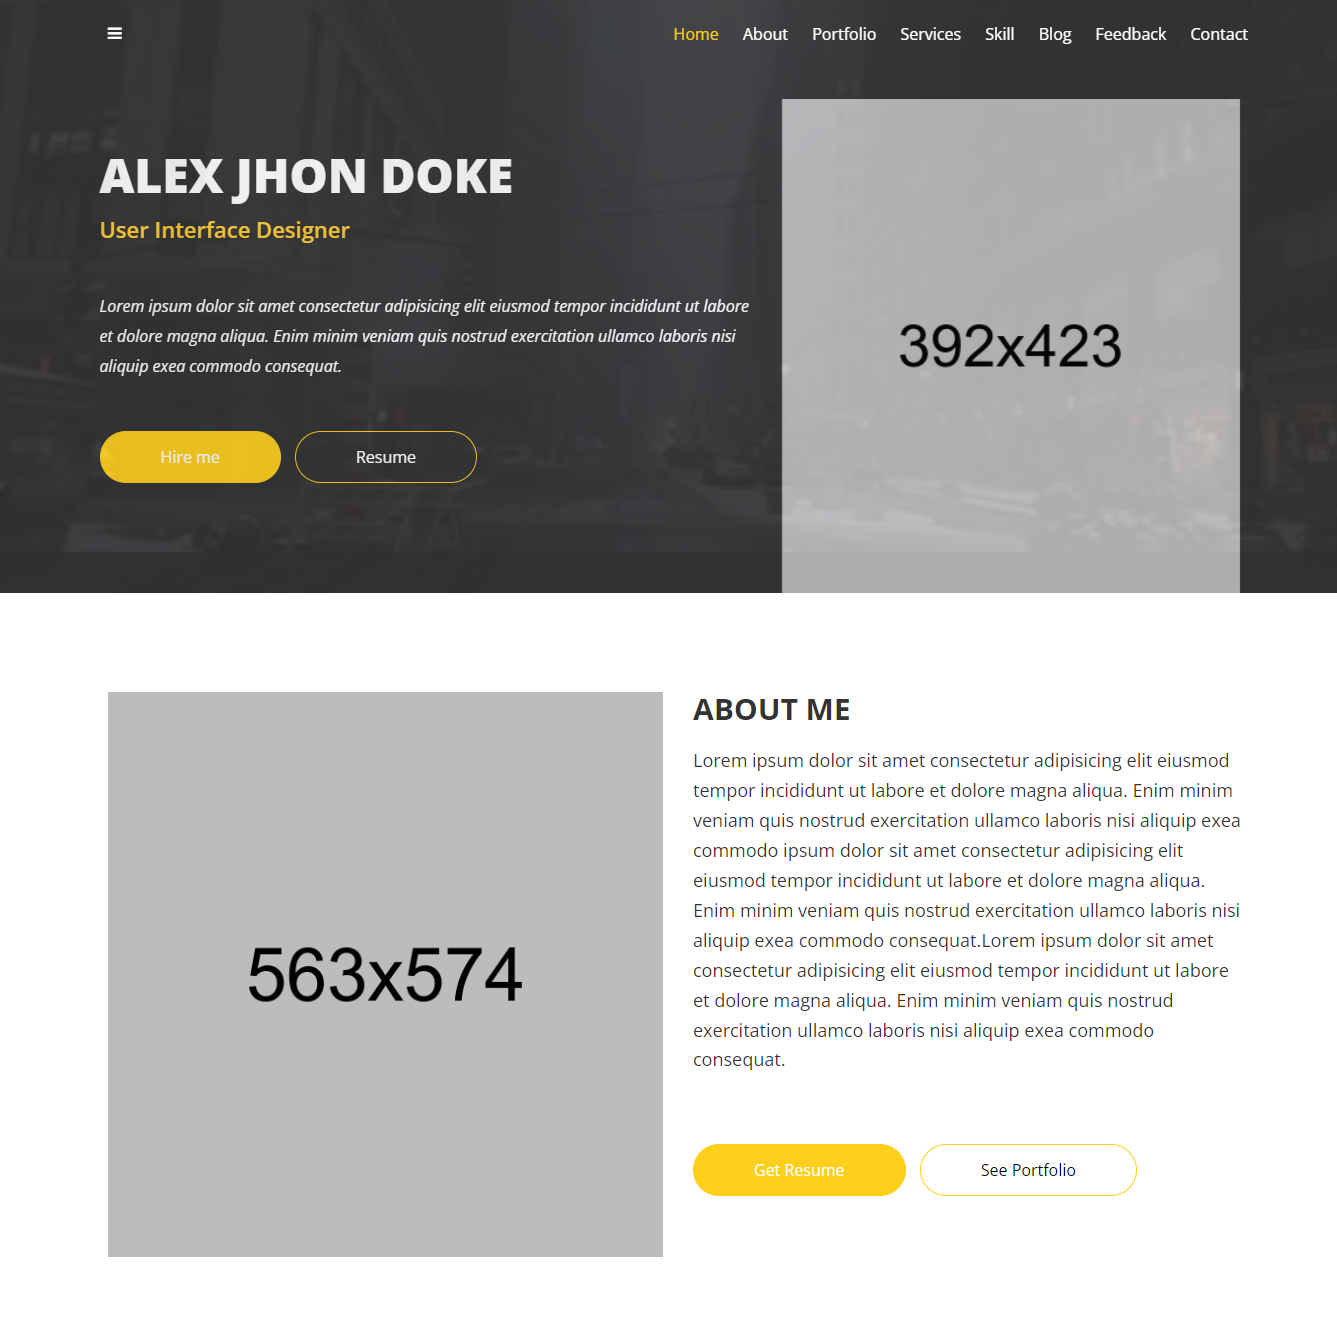 Home About Portfolio Services Skill Blog Feedback Contact
ALEX JHON DOKE
User Interface Designer
Lorem ipsum dolor sit amet consectetur adipisicing elit eiusmod tempor incididunt ut labore
et dolore magna aliqua. Enim minim veniam quis nostrud exercitation ullamco laboris nisi
aliquip exea commodo consequat.
Hire me Resume
392x423
563x574
ABOUT ME
Lorem ipsum dolor sit amet consectetur adipisicing elit eiusmod
tempor incididunt ut labore et dolore magna aliqua. Enim minim
veniam quis nostrud exercitation ullamco laboris nisi aliquip exea
commodo ipsum dolor sit amet consectetur adipisicing elit
eiusmod tempor incididunt ut labore et dolore magna aliqua.
Enim minim veniam quis nostrud exercitation ullamco laboris nisi
aliquip exea commodo consequat.Lorem ipsum dolor sit amet
consectetur adipisicing elit eiusmod tempor incididunt ut labore
et dolore magna aliqua. Enim minim veniam quis nostrud
exercitation ullamco laboris nisi aliquip exea commodo
consequat.
Get Resume See Portfolio